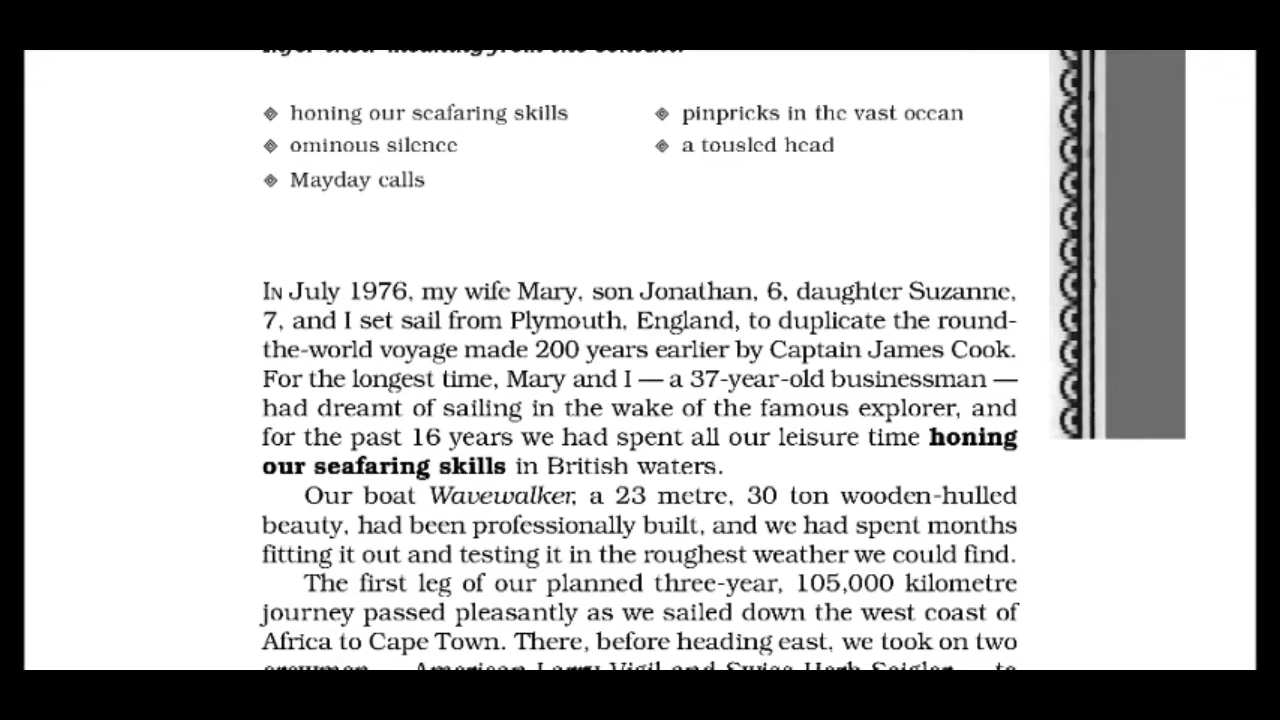 Infer their meaning from the context.
honing our seafaring skills
pinpricks in the vast ocean
ominous silence
a tousled head
Mayday calls
IN July 1976, my wife Mary, son Jonathan, 6, daughter Suzanne,
7, and I set sail from Plymouth, England, to duplicate the round-
the-world voyage made 200 years earlier by Captain James Cook.
For the longest time, Mary and I — a 37-year-old businessman —
had dreamt of sailing in the wake of the famous explorer, and
for the past 16 years we had spent all our leisure time honing
our seafaring skills in British waters.
Our boat Wavewalker, a 23 metre, 30 ton wooden-hulled
beauty, had been professionally built, and we had spent months
fitting it out and testing it in the roughest weather we could find.
The first leg of our planned three-year, 105,000 kilometre
journey passed pleasantly as we sailed down the west coast of
Africa to Cape Town. There, before heading east, we took on two
crewmen — American Larry Vigil and Swiss Herb Seigler — to